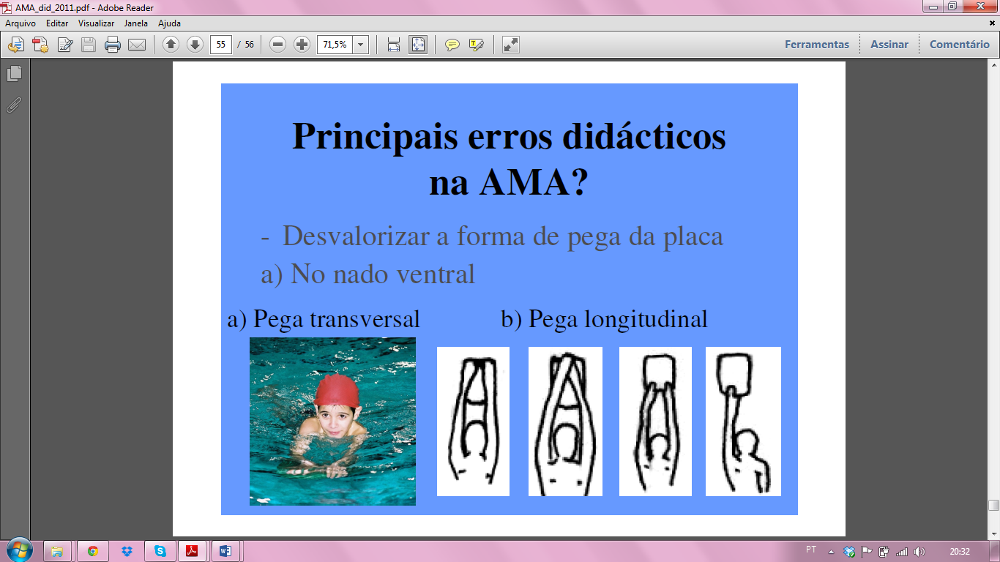 AMA_did_2011.pdf - Adobe Reader
Arquivo Editar Visualizar Janela Ajuda
55 / 56 71,5% Ferramentas Assinar Comentário
Principais erros didácticos
na AMA?
- Desvalorizar a forma de pega da placa
a) No nado ventral
a) Pega transversal b) Pega longitudinal
PT 20:32